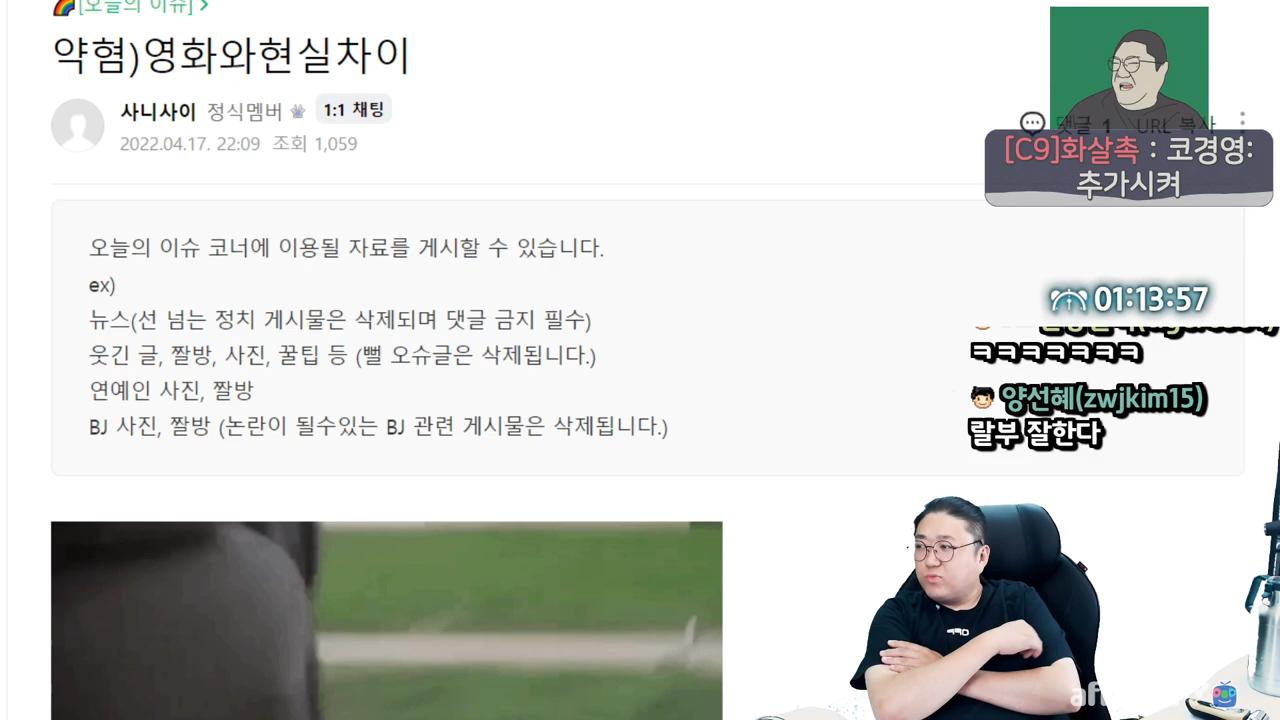 [오늘의 이슈] >
약혐)영화와현실차이
사니사이 정식멤버 1:1 채팅
2022.04.17. 22:09 조회 1,059
댓글 1 URL 복사
[C9]화살촉 : 코경영:
추가시켜
오늘의 이슈 코너에 이용될 자료를 게시할 수 있습니다.
ex)
뉴스(선 넘는 정치 게시물은 삭제되며 댓글 금지 필수)
웃긴 글, 짤방, 사진, 꿀팁 등 (뻘 오슈글은 삭제됩니다.)
연예인 사진, 짤방
BJ 사진, 짤방 (논란이 될수있는 BJ 관련 게시물은 삭제됩니다.)
01:13:57
ㅋㅋㅋㅋㅋㅋㅋ
양선혜(zwjkim15)
랄부 잘한다